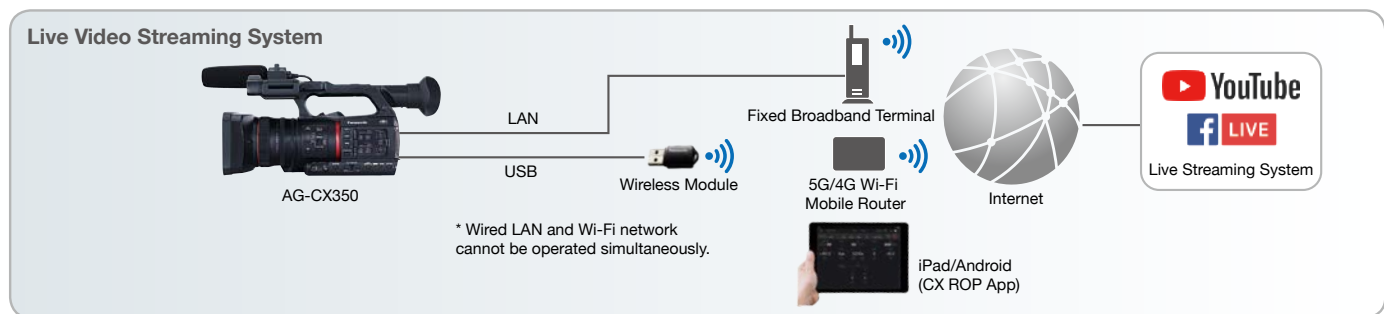 Live Video Streaming System
LAN
USB
AG-CX350
Wireless Module
* Wired LAN and Wi-Fi network
cannot be operated simultaneously.
Fixed Broadband Terminal
5G/4G Wi-Fi
Mobile Router
iPad/Android
(CX ROP App)
Internet
YouTube
f LIVE
Live Streaming System
Panasonic